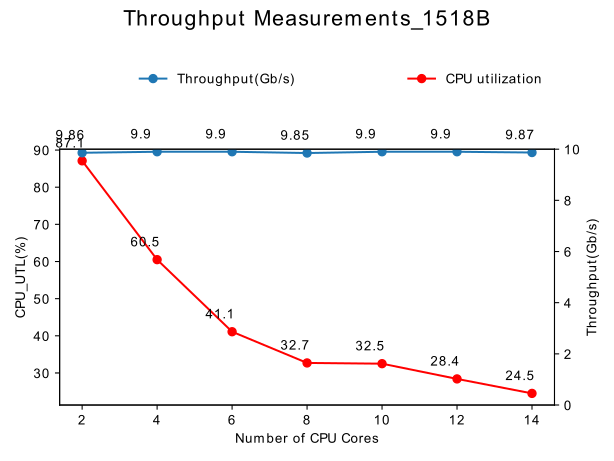 Throughput Measurements_1518B
Throughput(Gb/s) CPU utilization
9.86 9.9 9.9 9.85 9.9 9.9 9.87
87.1
60.5
41.1
32.7
32.5
28.4
24.5
90
80
70
60
50
40
30
CPU_UTL(%)
10
8
6
4
2
0
Throughput(Gb/s)
2 4 6 8 10 12 14
Number of CPU Cores